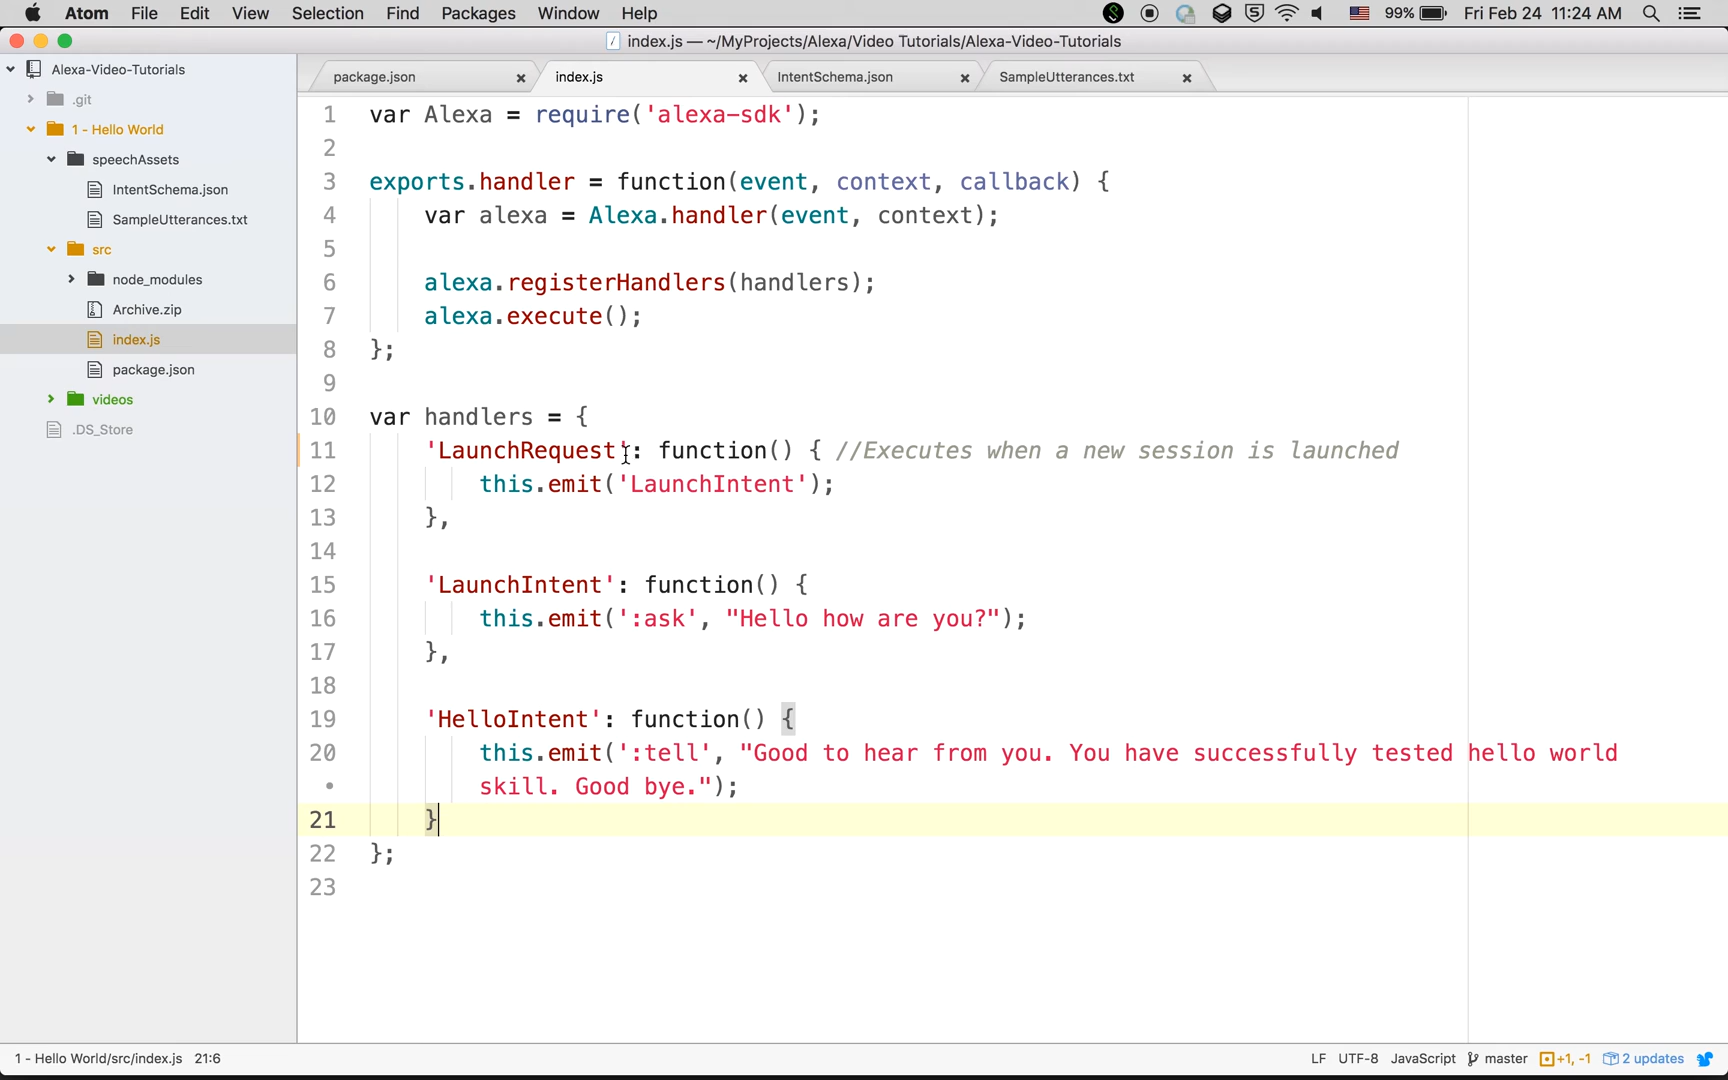 Atom File Edit View Selection Find Packages Window Help 99% Fri Feb 24 11:24 AM
index.js — ~/MyProjects/Alexa/Video Tutorials/Alexa-Video-Tutorials
Alexa-Video-Tutorials
.git
1 - Hello World
speechAssets
IntentSchema.json
SampleUtterances.txt
src
node_modules
Archive.zip
index.js
package.json
videos
.DS_Store
package.json index.js IntentSchema.json SampleUtterances.txt
1 var Alexa = require('alexa-sdk');
2
3 exports.handler = function(event, context, callback) {
4 var alexa = Alexa.handler(event, context);
5
6 alexa.registerHandlers(handlers);
7 alexa.execute();
8 };
9
10 var handlers = {
11 'LaunchRequest': function() { //Executes when a new session is launched
12 this.emit('LaunchIntent');
13 },
14
15 'LaunchIntent': function() {
16 this.emit(':ask', "Hello how are you?");
17 },
18
19 'HelloIntent': function() {
20 this.emit(':tell', "Good to hear from you. You have successfully tested hello world
• skill. Good bye.");
21 }
22 };
23
1 - Hello World/src/index.js 21:6 LF UTF-8 JavaScript master +1, -1 2 updates